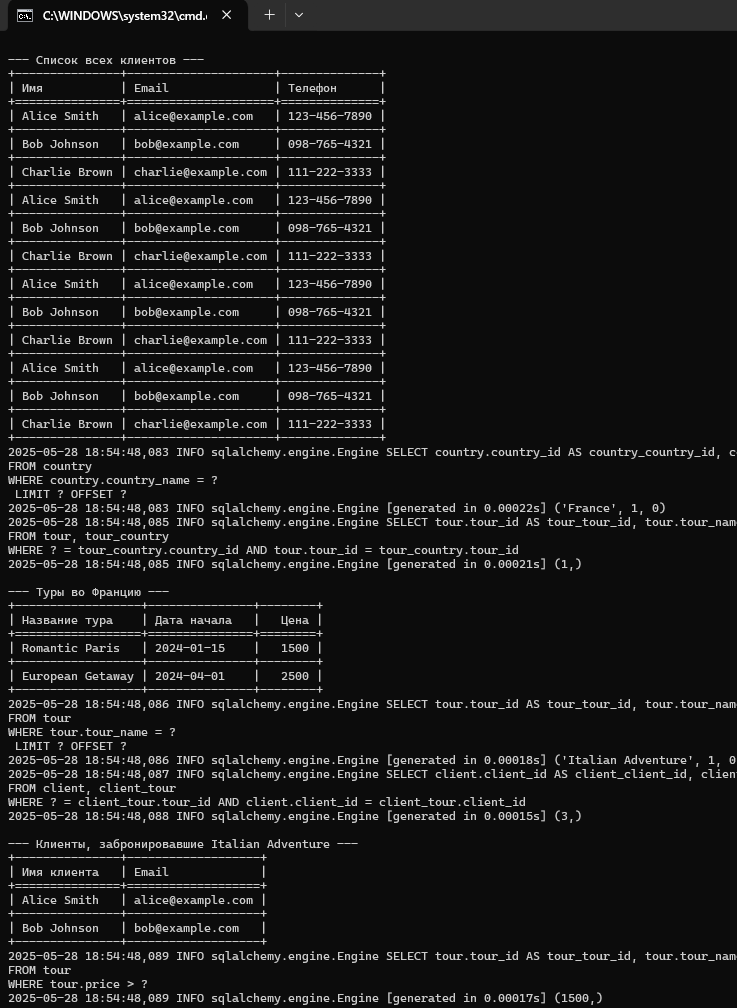 C:\WINDOWS\system32\cmd.
--- Список всех клиентов ---
| Имя | Email | Телефон |
| Alice Smith | alice@example.com | 123-456-7890 |
| Bob Johnson | bob@example.com | 098-765-4321 |
| Charlie Brown | charlie@example.com | 111-222-3333 |
| Alice Smith | alice@example.com | 123-456-7890 |
| Bob Johnson | bob@example.com | 098-765-4321 |
| Charlie Brown | charlie@example.com | 111-222-3333 |
| Alice Smith | alice@example.com | 123-456-7890 |
| Bob Johnson | bob@example.com | 098-765-4321 |
| Charlie Brown | charlie@example.com | 111-222-3333 |
| Alice Smith | alice@example.com | 123-456-7890 |
| Bob Johnson | bob@example.com | 098-765-4321 |
| Charlie Brown | charlie@example.com | 111-222-3333 |
2025-05-28 18:54:48,083 INFO sqlalchemy.engine.Engine SELECT country.country_id AS country_country_id, c
FROM country
WHERE country.country_name = ?
LIMIT ? OFFSET ?
2025-05-28 18:54:48,083 INFO sqlalchemy.engine.Engine [generated in 0.00022s] ('France', 1, 0)
2025-05-28 18:54:48,085 INFO sqlalchemy.engine.Engine SELECT tour.tour_id AS tour_tour_id, tour.tour_nam
FROM tour, tour_country
WHERE ? = tour_country.country_id AND tour.tour_id = tour_country.tour_id
2025-05-28 18:54:48,085 INFO sqlalchemy.engine.Engine [generated in 0.00021s] (1,)
--- Туры во Францию ---
| Название тура | Дата начала | Цена |
| Romantic Paris | 2024-01-15 | 1500 |
| European Getaway | 2024-04-01 | 2500 |
2025-05-28 18:54:48,086 INFO sqlalchemy.engine.Engine SELECT tour.tour_id AS tour_tour_id, tour.tour_nam
FROM tour
WHERE tour.tour_name = ?
LIMIT ? OFFSET ?
2025-05-28 18:54:48,086 INFO sqlalchemy.engine.Engine [generated in 0.00018s] ('Italian Adventure', 1, 0
2025-05-28 18:54:48,087 INFO sqlalchemy.engine.Engine SELECT client.client_id AS client_client_id, clien
FROM client, client_tour
WHERE ? = client_tour.tour_id AND client.client_id = client_tour.client_id
2025-05-28 18:54:48,088 INFO sqlalchemy.engine.Engine [generated in 0.00015s] (3,)
--- Клиенты, забронировавшие Italian Adventure ---
| Имя клиента | Email |
| Alice Smith | alice@example.com |
| Bob Johnson | bob@example.com |
2025-05-28 18:54:48,089 INFO sqlalchemy.engine.Engine SELECT tour.tour_id AS tour_tour_id, tour.tour_nam
FROM tour
WHERE tour.price > ?
2025-05-28 18:54:48,089 INFO sqlalchemy.engine.Engine [generated in 0.00017s] (1500,)